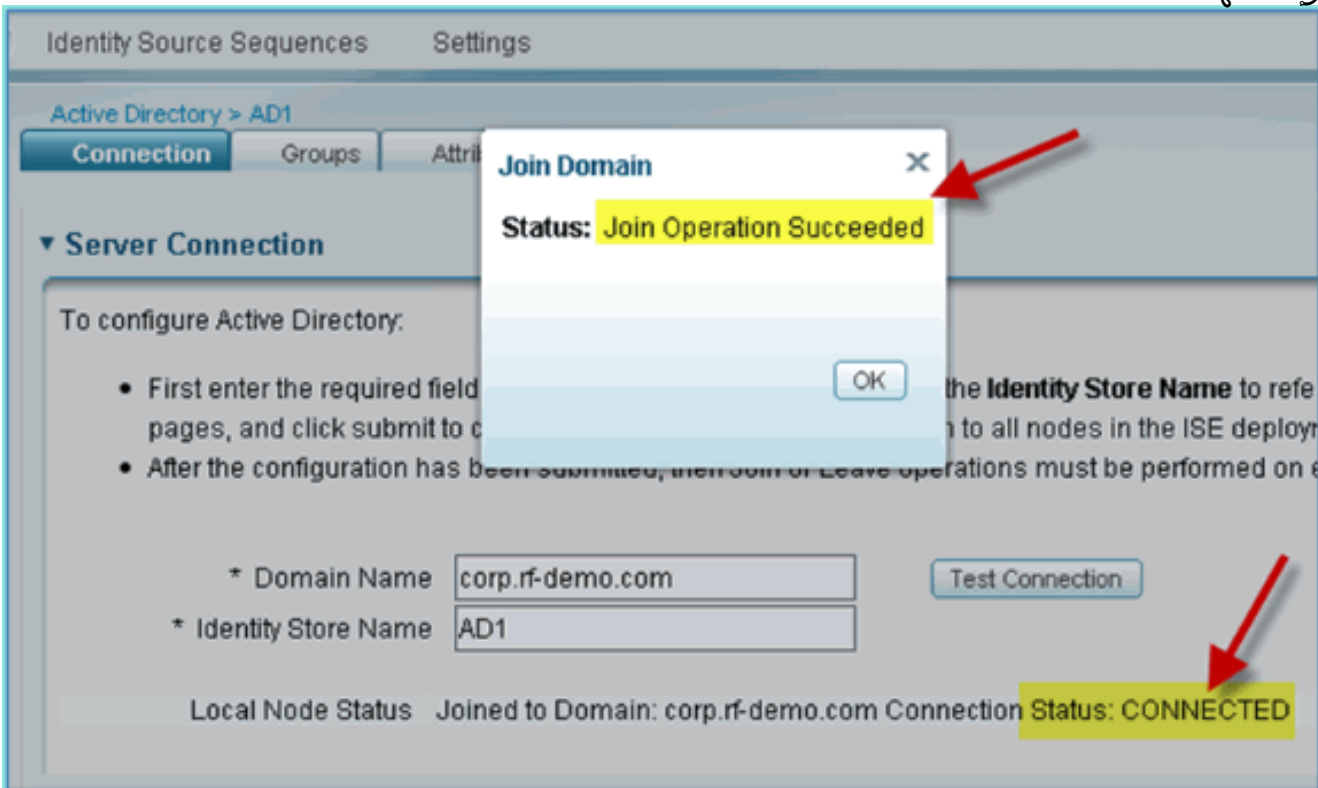 Identity Source Sequences Settings
Active Directory > AD1
Connection Groups Attrib
Join Domain
Status: Join Operation Succeeded
OK
Server Connection
To configure Active Directory:
First enter the required field the Identity Store Name to refe
pages, and click submit to c to all nodes in the ISE deploy
After the configuration has been submitted, then Join or Leave operations must be performed on e
* Domain Name corp.rf-demo.com Test Connection
* Identity Store Name AD1
Local Node Status Joined to Domain: corp.rf-demo.com Connection Status: CONNECTED